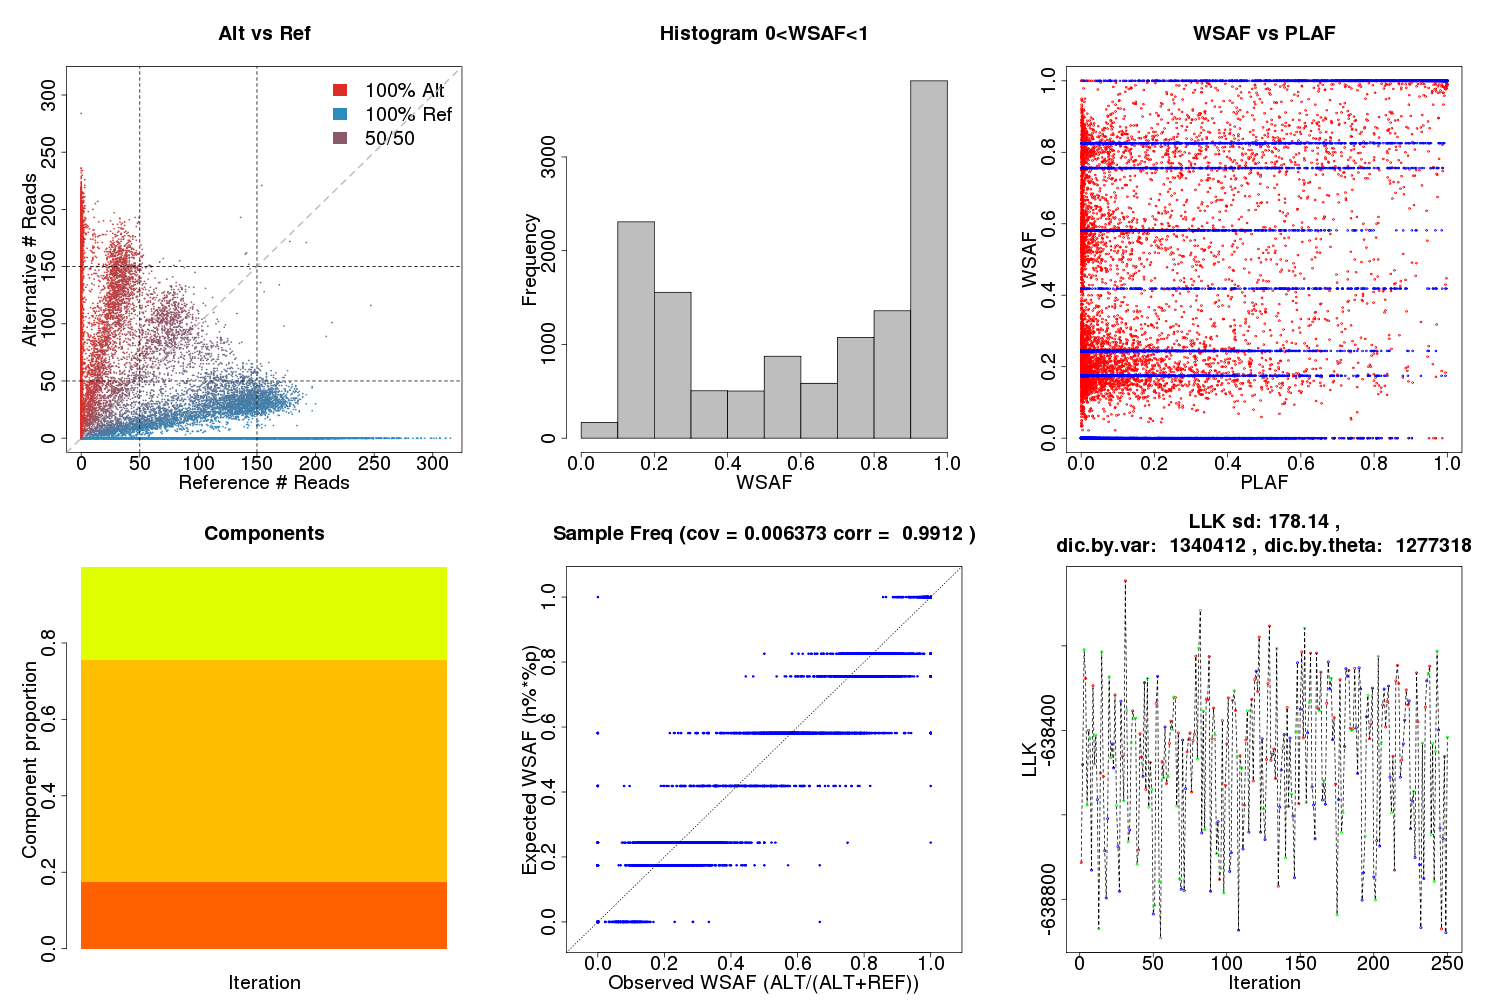 Alt vs Ref
100% Alt
100% Ref
50/50
Alternative # Reads
0 50 100 150 200 250 300
0 50 100 150 200 250 300
Reference # Reads
Histogram 0<WSAF<1
Frequency
0 1000 2000 3000
0.0 0.2 0.4 0.6 0.8 1.0
WSAF
WSAF vs PLAF
WSAF
0.0 0.2 0.4 0.6 0.8 1.0
0.0 0.2 0.4 0.6 0.8 1.0
PLAF
Components
Component proportion
0.0 0.2 0.4 0.6 0.8
Iteration
Sample Freq (cov = 0.006373 corr = 0.9912 )
Expected WSAF (h%*%p)
0.0 0.2 0.4 0.6 0.8 1.0
0.0 0.2 0.4 0.6 0.8 1.0
Observed WSAF (ALT/(ALT+REF))
LLK sd: 178.14 ,
dic.by.var: 1340412 , dic.by.theta: 1277318
LLK
-638800 -638400
0 50 100 150 200 250
Iteration